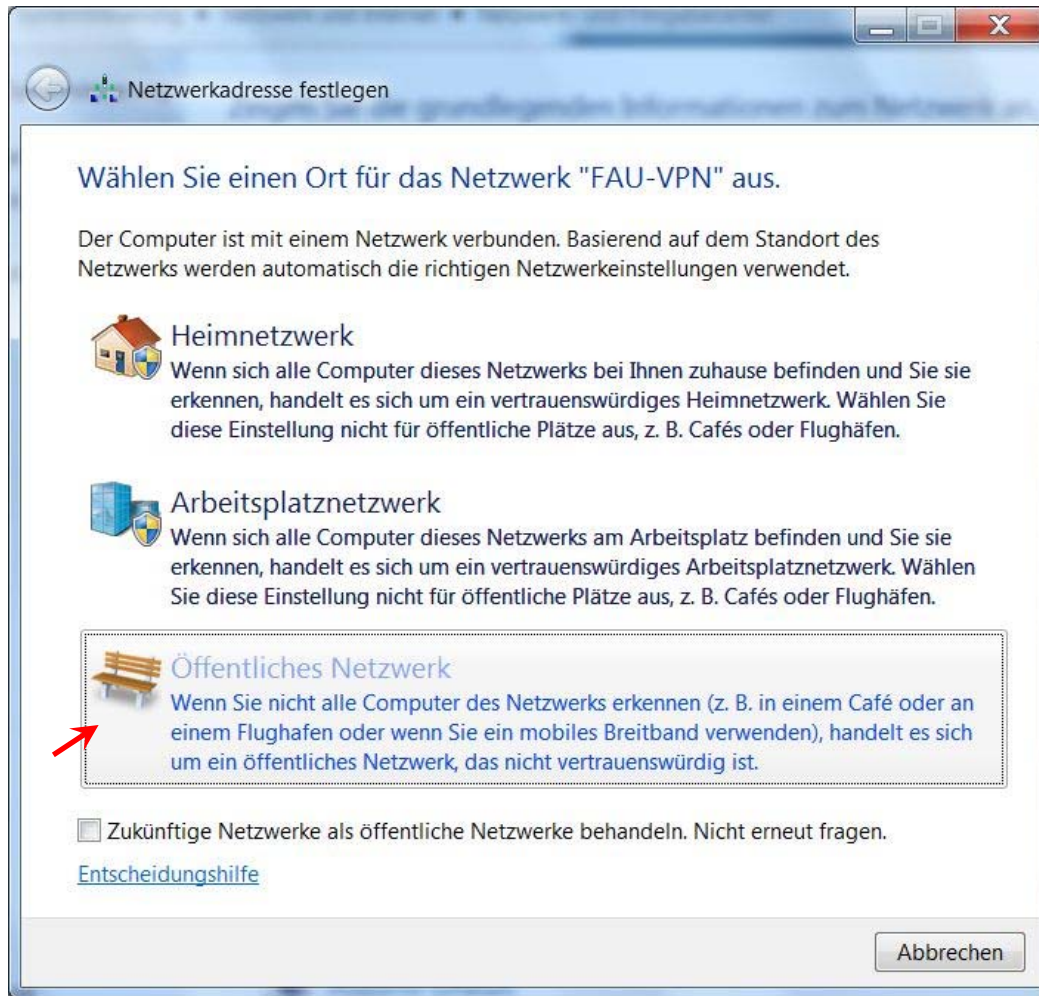 Netzwerkadresse festlegen
Wählen Sie einen Ort für das Netzwerk "FAU-VPN" aus.
Der Computer ist mit einem Netzwerk verbunden. Basierend auf dem Standort des
Netzwerks werden automatisch die richtigen Netzwerkeinstellungen verwendet.
Heimnetzwerk
Wenn sich alle Computer dieses Netzwerks bei Ihnen zuhause befinden und Sie sie
erkennen, handelt es sich um ein vertrauenswürdiges Heimnetzwerk. Wählen Sie
diese Einstellung nicht für öffentliche Plätze aus, z. B. Cafés oder Flughäfen.
Arbeitsplatznetzwerk
Wenn sich alle Computer dieses Netzwerks am Arbeitsplatz befinden und Sie sie
erkennen, handelt es sich um ein vertrauenswürdiges Arbeitsplatznetzwerk. Wählen
Sie diese Einstellung nicht für öffentliche Plätze aus, z. B. Cafés oder Flughäfen.
Öffentliches Netzwerk
Wenn Sie nicht alle Computer des Netzwerks erkennen (z. B. in einem Café oder an
einem Flughafen oder wenn Sie ein mobiles Breitband verwenden), handelt es sich
um ein öffentliches Netzwerk, das nicht vertrauenswürdig ist.
Zukünftige Netzwerke als öffentliche Netzwerke behandeln. Nicht erneut fragen.
Entscheidungshilfe
Abbrechen